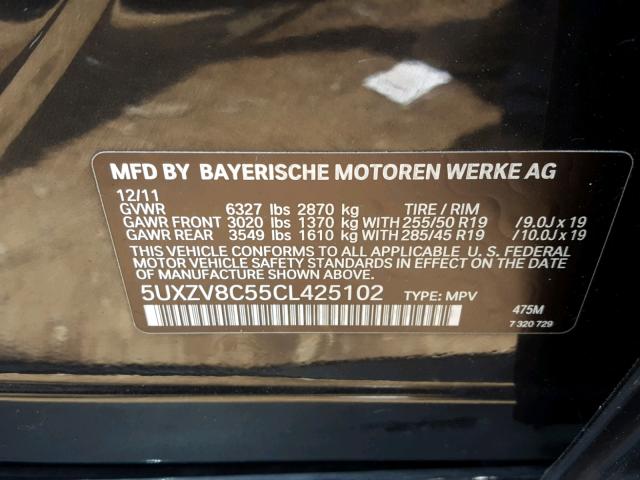 MFD BY BAYERISCHE MOTOREN WERKE AG
12/11
GVWR 6327 lbs 2870 kg TIRE / RIM
GAWR FRONT 3020 lbs 1370 kg WITH 255/50 R19 /9.0J x 19
GAWR REAR 3549 lbs 1610 kg WITH 285/45 R19 /10.0J x 19
THIS VEHICLE CONFORMS TO ALL APPLICABLE U. S. FEDERAL
MOTOR VEHICLE SAFETY STANDARDS IN EFFECT ON THE
DATE OF MANUFACTURE SHOWN ABOVE.
5UXZV8C55CL425102 TYPE: MPV
475M
7 320 729